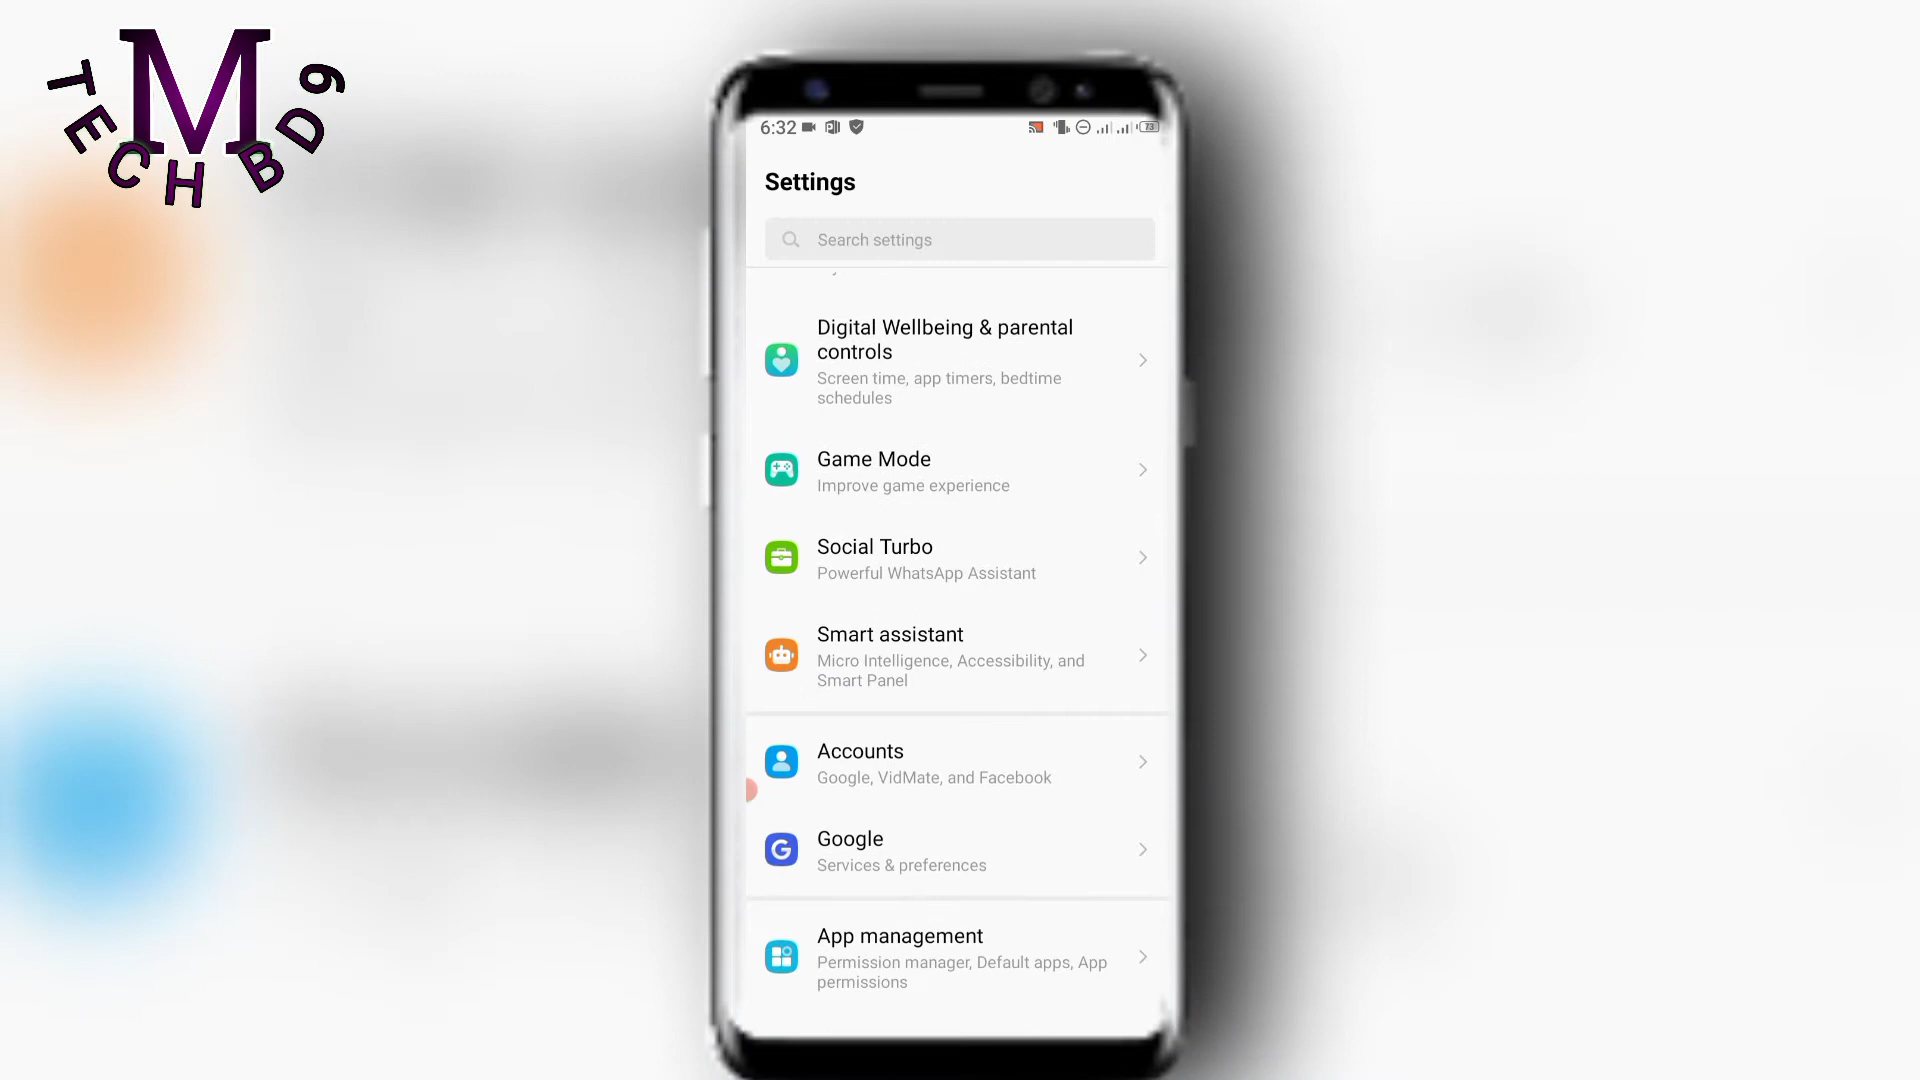 M
TECH BD9
6:32
73
Settings
Search settings
Digital Wellbeing & parental
controls
Screen time, app timers, bedtime
schedules
Game Mode
Improve game experience
Social Turbo
Powerful WhatsApp Assistant
Smart assistant
Micro Intelligence, Accessibility, and
Smart Panel
Accounts
Google, VidMate, and Facebook
Google
Services & preferences
App management
Permission manager, Default apps, App
permissions